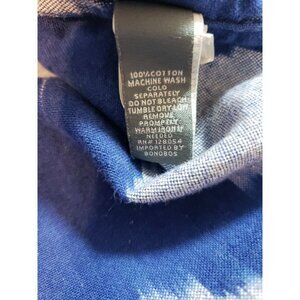 100% COTTON
MACHINE WASH
COLD
SEPARATELY
DO NOT BLEACH
TUMBLE DRY LOW
REMOVE
PROMPTLY
WARM IRON IF
NEEDED
RN# 128054
IMPORTED BY
BONOBOS